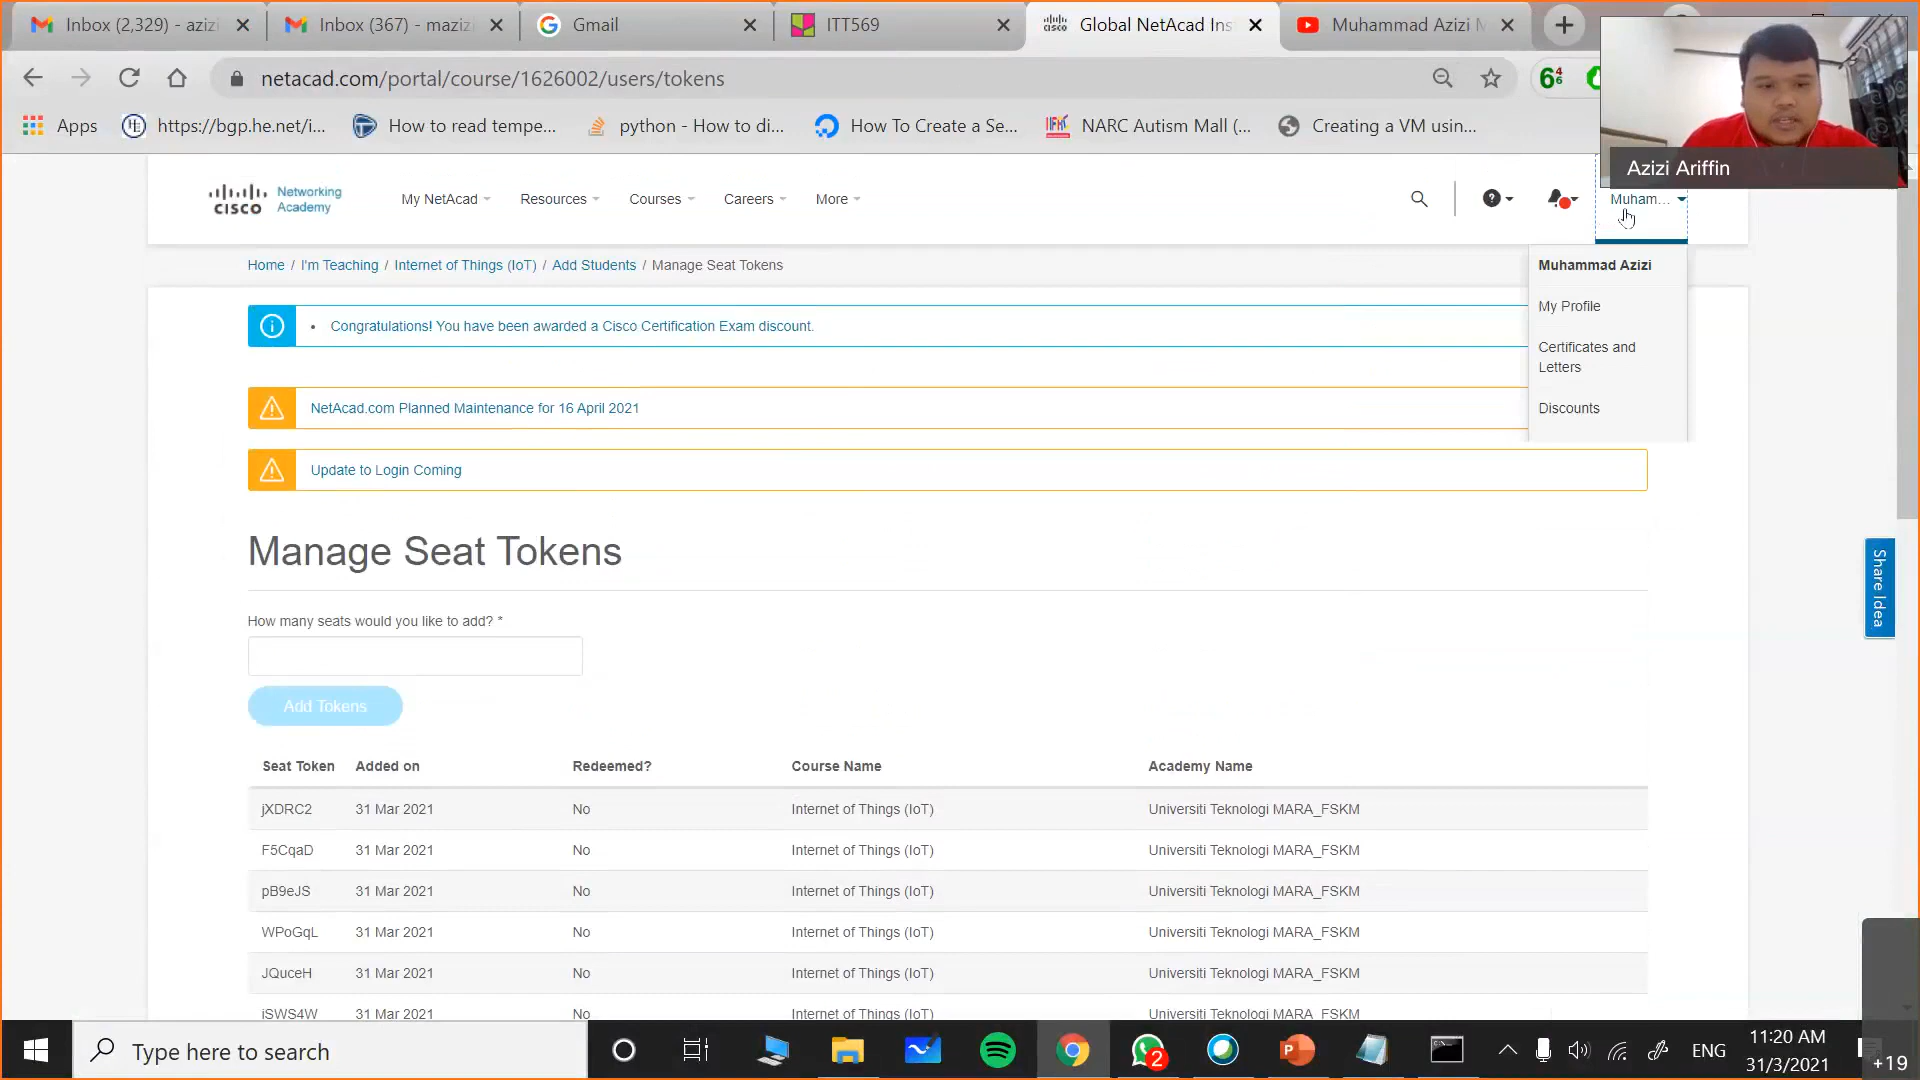 Inbox (2,329) - azizi
Inbox (367) - mazizi
Gmail
ITT569
Global NetAcad Ins
Muhammad Azizi M
netacad.com/portal/course/1626002/users/tokens
Apps
https://bgp.he.net/i...
How to read tempe...
python - How to di...
How To Create a Se...
NARC Autism Mall (...
Creating a VM usin...
Azizi Ariffin
cisco
Networking
Academy
My NetAcad
Resources
Courses
Careers
More
Muham...
Home / I'm Teaching / Internet of Things (IoT) / Add Students / Manage Seat Tokens
Muhammad Azizi
My Profile
Certificates and
Letters
Discounts
Congratulations! You have been awarded a Cisco Certification Exam discount.
NetAcad.com Planned Maintenance for 16 April 2021
Update to Login Coming
Share Idea
Manage Seat Tokens
How many seats would you like to add? *
Add Tokens
Seat Token Added on Redeemed? Course Name Academy Name
jXDRC2 31 Mar 2021 No Internet of Things (IoT) Universiti Teknologi MARA_FSKM
F5CqaD 31 Mar 2021 No Internet of Things (IoT) Universiti Teknologi MARA_FSKM
pB9eJS 31 Mar 2021 No Internet of Things (IoT) Universiti Teknologi MARA_FSKM
WPoGqL 31 Mar 2021 No Internet of Things (IoT) Universiti Teknologi MARA_FSKM
JQuceH 31 Mar 2021 No Internet of Things (IoT) Universiti Teknologi MARA_FSKM
31 Mar 2021 No Internet of Things (IoT) Universiti Teknologi MARA_FSKM
Type here to search
2
ENG
11:20 AM
31/3/2021
+19